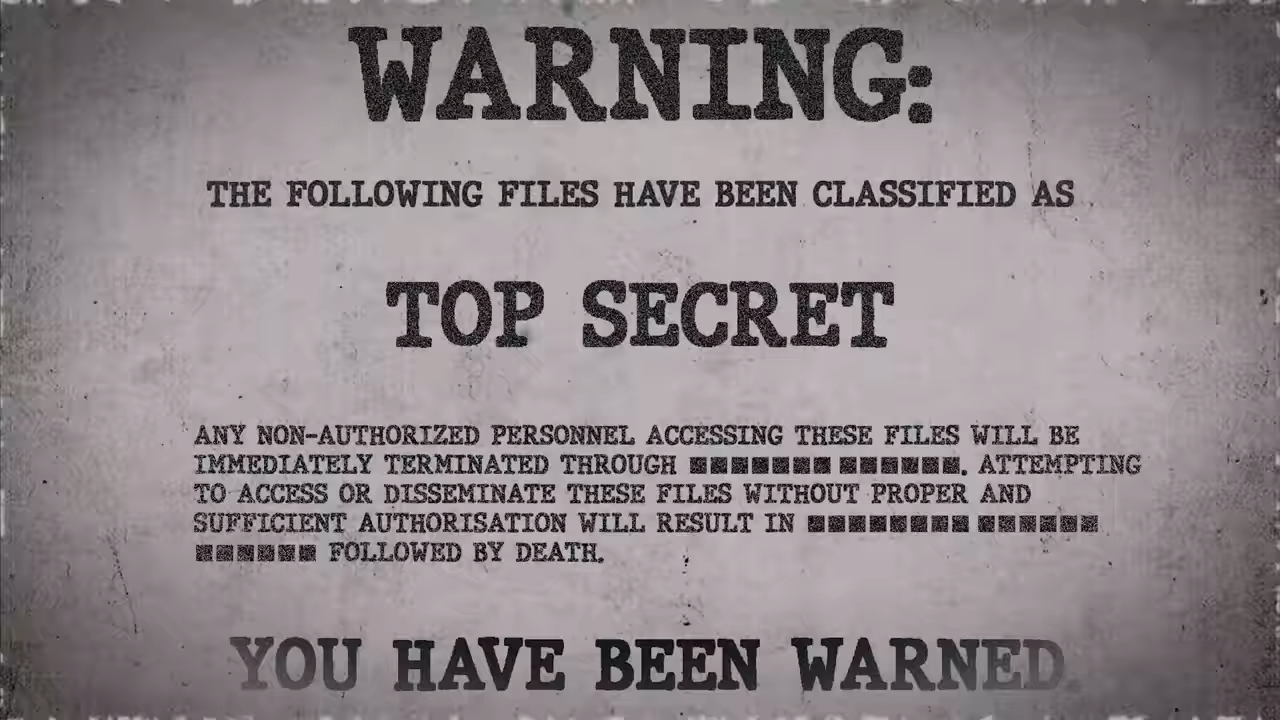 WARNING:
THE FOLLOWING FILES HAVE BEEN CLASSIFIED AS
TOP SECRET
ANY NON-AUTHORIZED PERSONNEL ACCESSING THESE FILES WILL BE
IMMEDIATELY TERMINATED THROUGH ■■■■■■■ ■■■■■■. ATTEMPTING
TO ACCESS OR DISSEMINATE THESE FILES WITHOUT PROPER AND
SUFFICIENT AUTHORISATION WILL RESULT IN ■■■■■■■■ ■■■■■■
■■■■■■ FOLLOWED BY DEATH.
YOU HAVE BEEN WARNED.